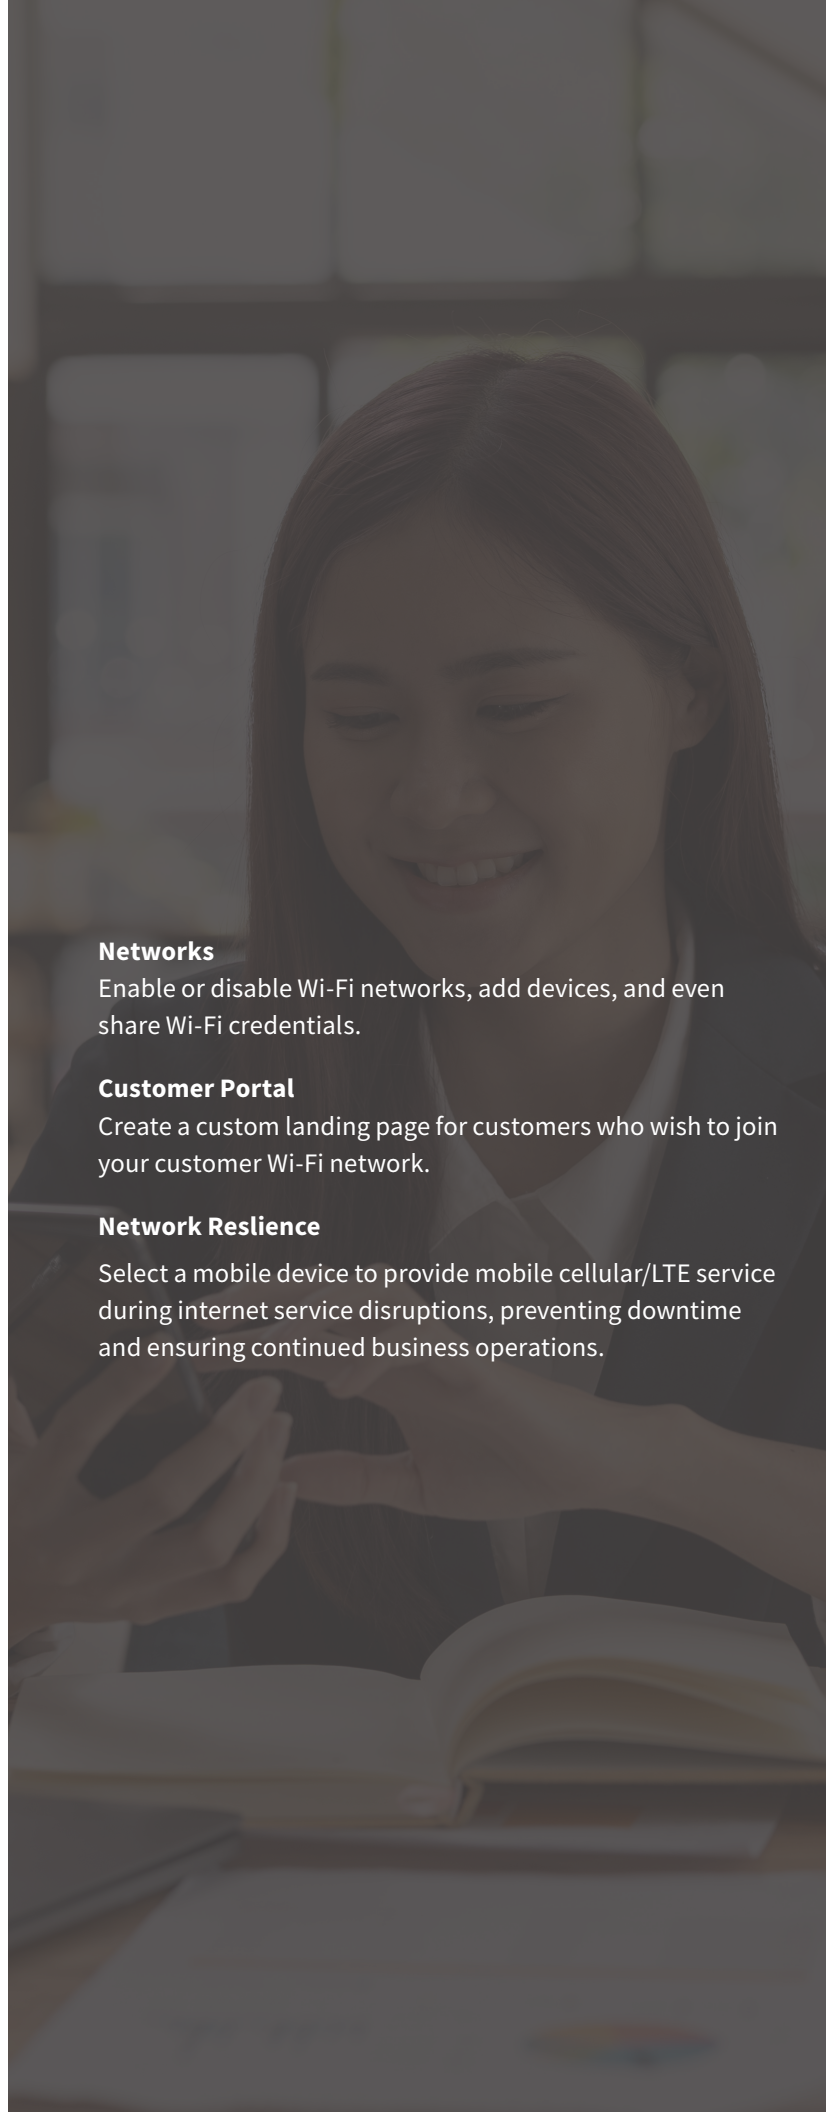 Networks
Enable or disable Wi-Fi networks, add devices, and even
share Wi-Fi credentials.
Customer Portal
Create a custom landing page for customers who wish to join
your customer Wi-Fi network.
Network Reslience
Select a mobile device to provide mobile cellular/LTE service
during internet service disruptions, preventing downtime
and ensuring continued business operations.